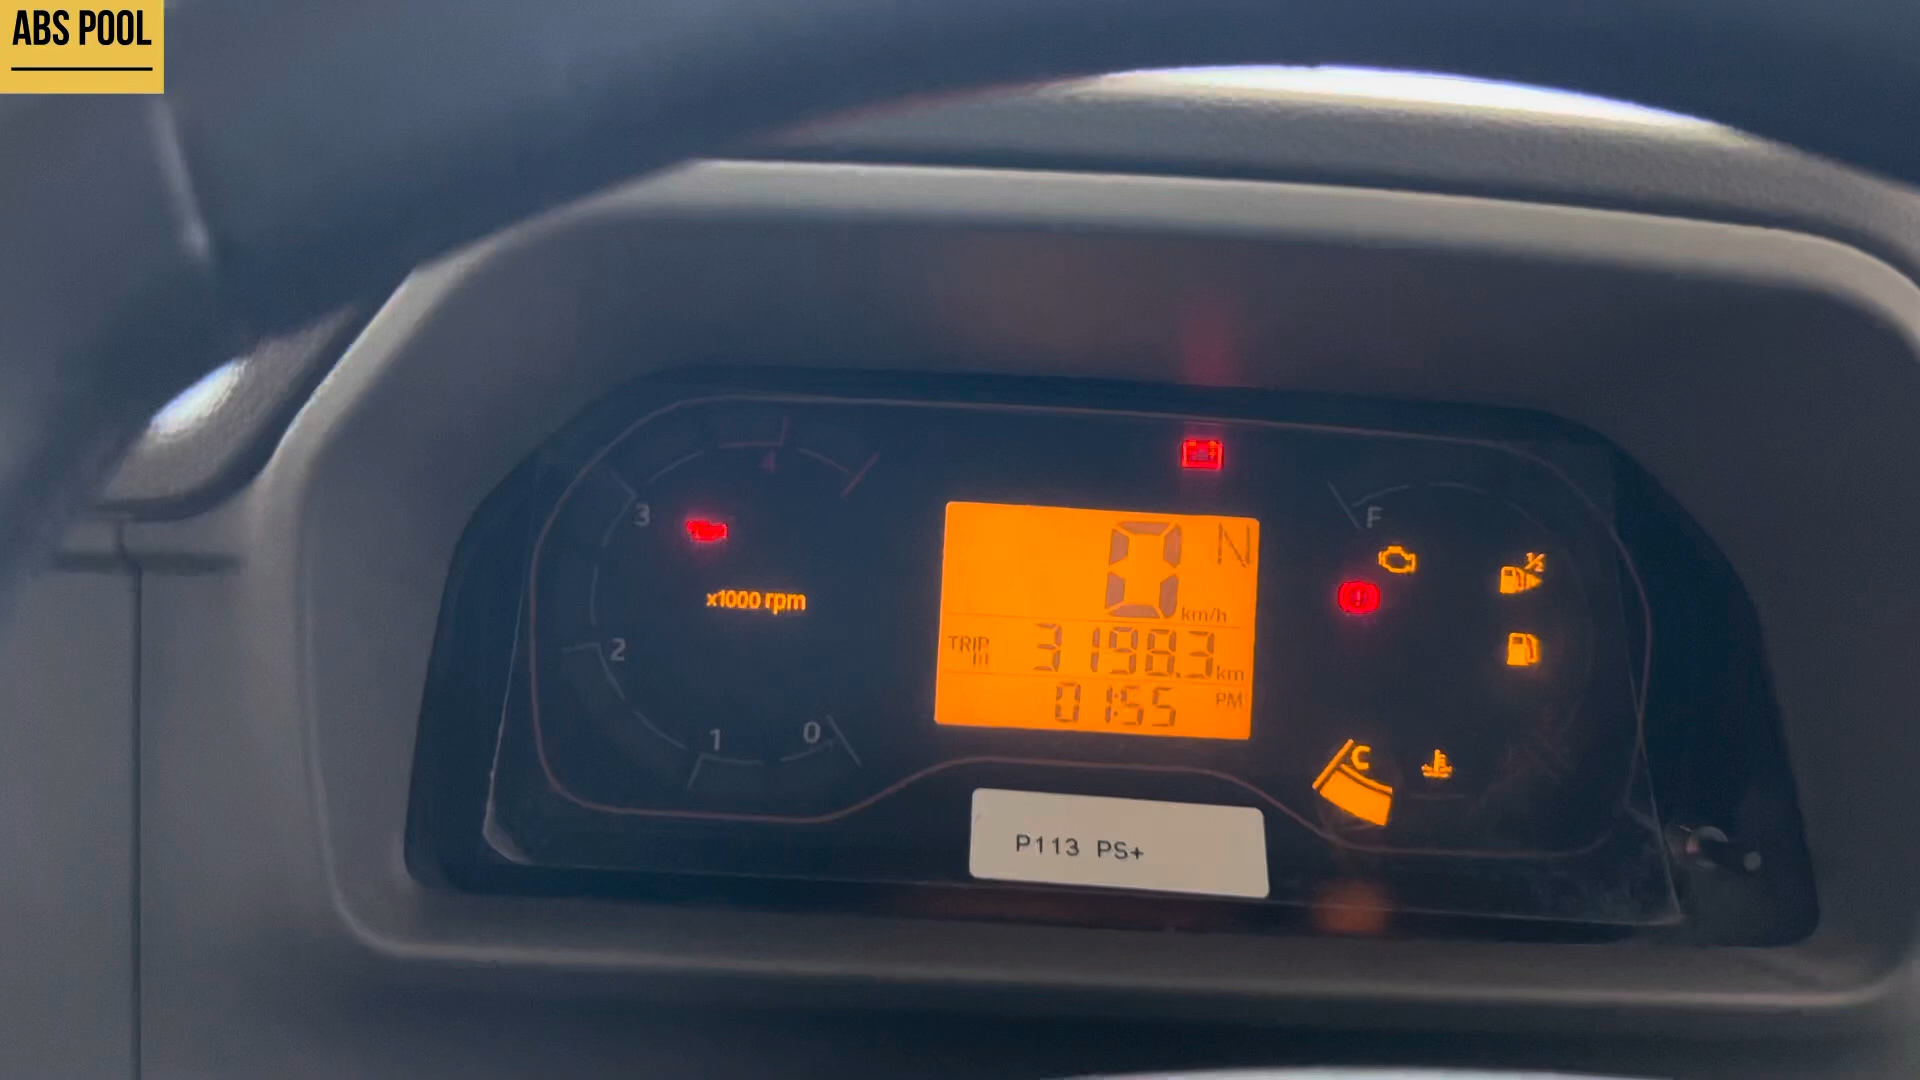 ABS POOL
4
3
x1000 rpm
2
1
0
0 N
km/h
TRIP
III
3198.3 km
01:55 PM
F
1/2
C
P113 PS+